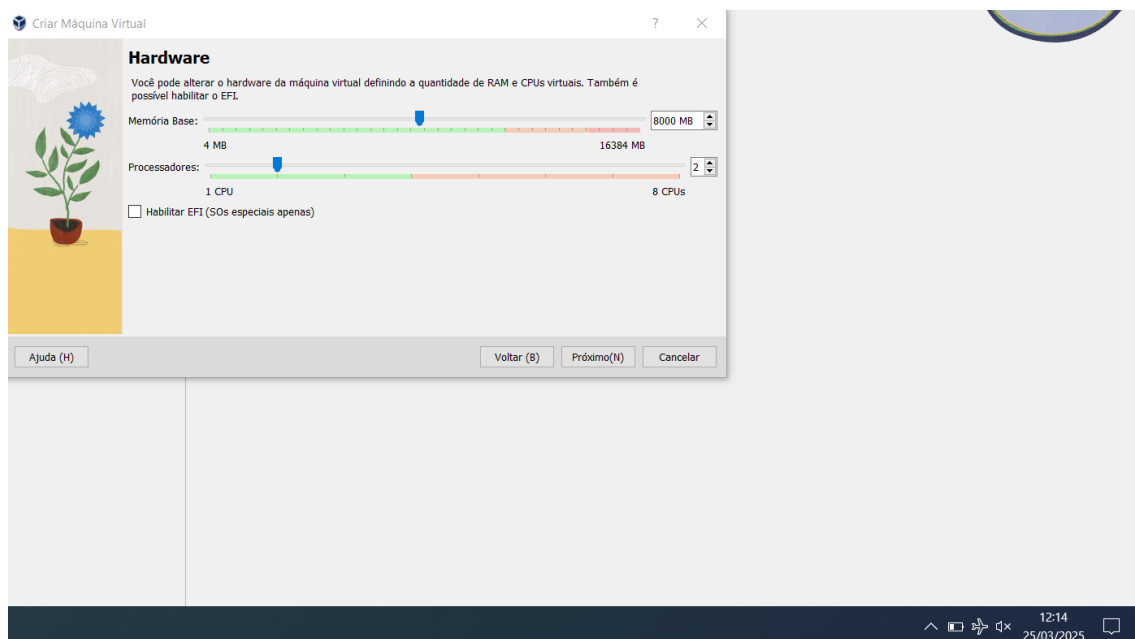 Criar Máquina Virtual
Hardware
Você pode alterar o hardware da máquina virtual definindo a quantidade de RAM e CPUs virtuais. Também é
possível habilitar o EFI.
Memória Base:
8000 MB
4 MB
16384 MB
Processadores:
2
1 CPU
8 CPUs
Habilitar EFI (SOs especiais apenas)
Ajuda (H)
Voltar (B)
Próximo(N)
Cancelar
12:14
25/03/2025